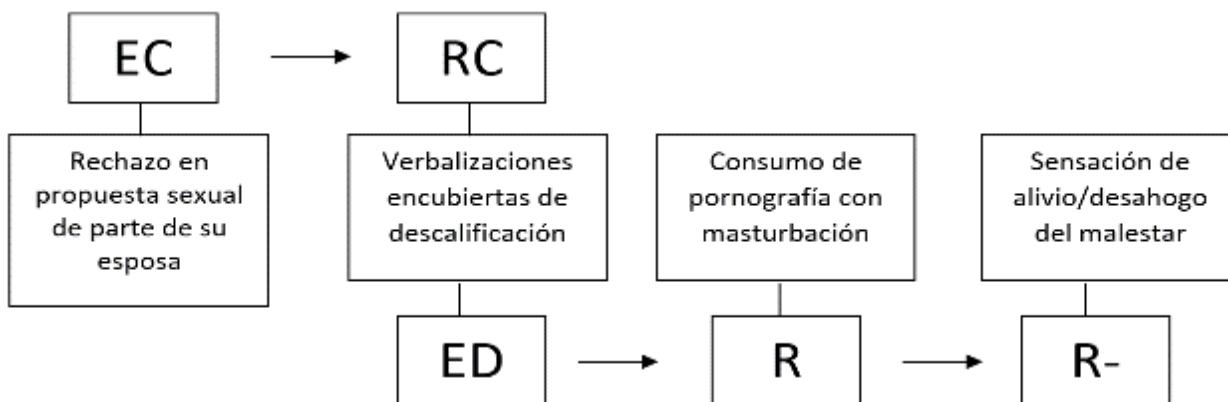 EC
RC
Rechazo en
propuesta sexual
de parte de su
esposa
Verbalizaciones
encubiertas de
descalificación
Consumo de
pornografía con
masturbación
Sensación de
alivio/desahogo
del malestar
ED
R
R-